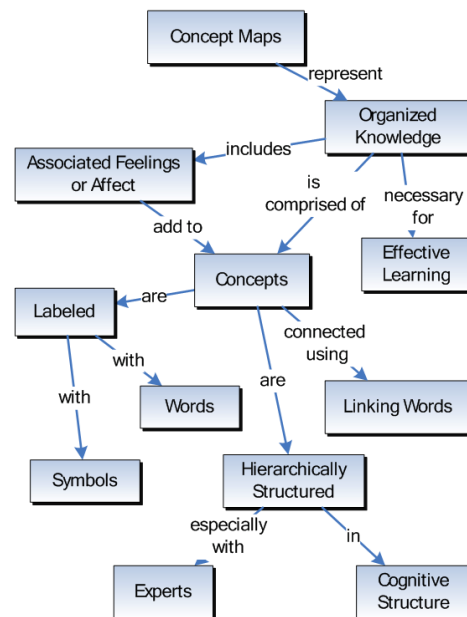 Concept Maps
represent
Organized
Knowledge
includes
Associated Feelings
or Affect
is
comprised of
necessary
for
add to
Effective
Learning
Concepts
are
Labeled
connected
using
with
are
with
Words
Linking Words
Symbols
Hierarchically
Structured
especially
with
in
Experts
Cognitive
Structure